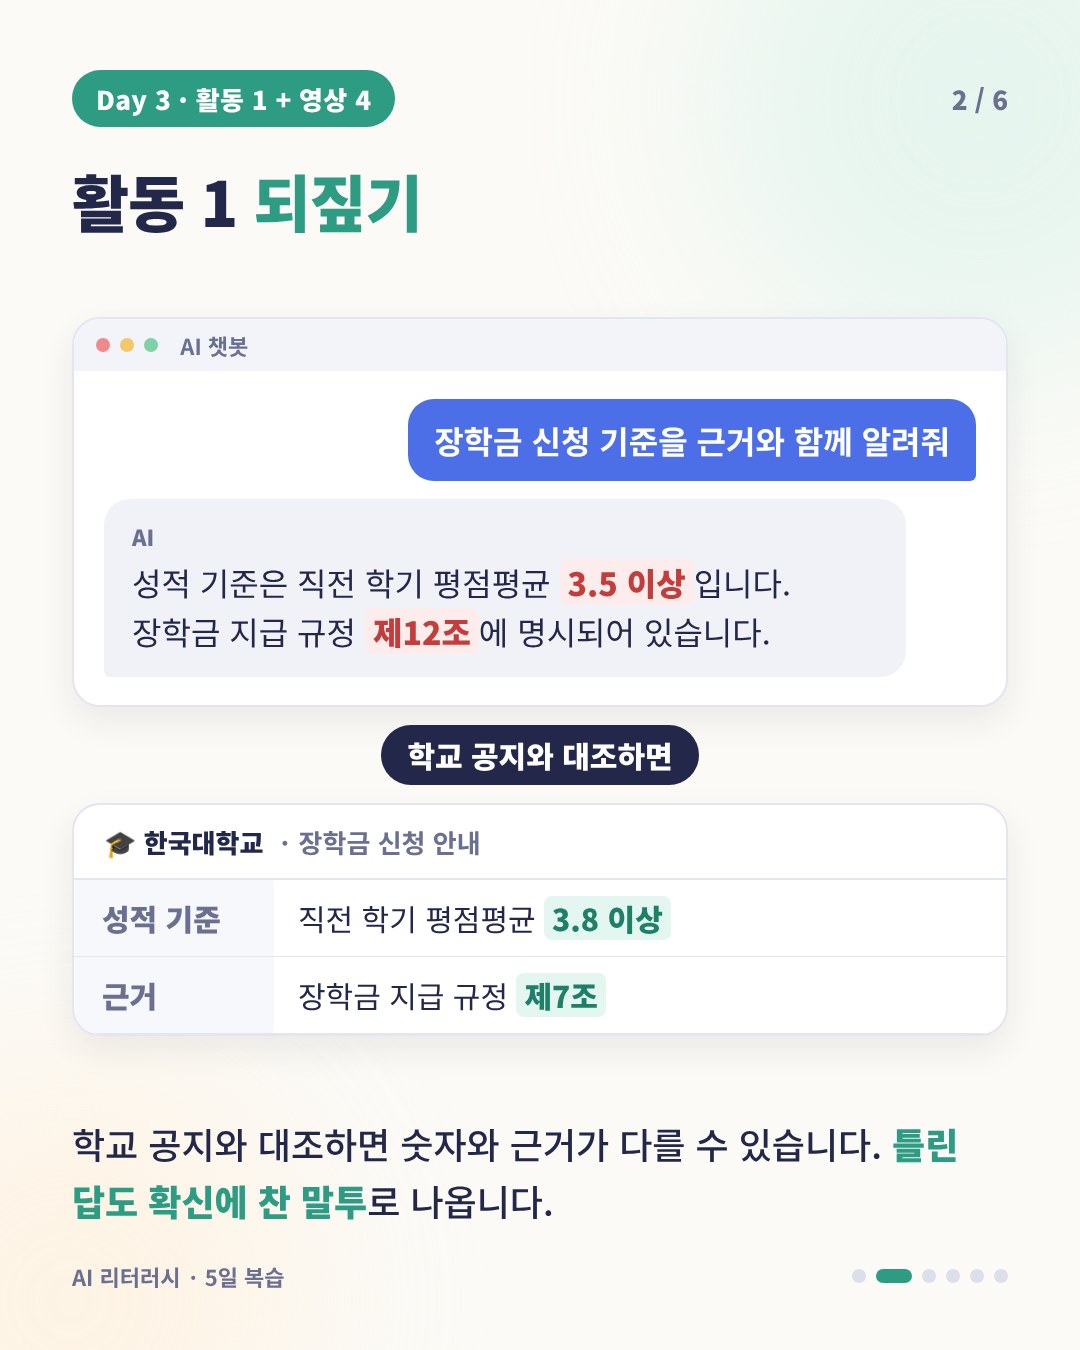 Day 3 · 활동 1 + 영상 4
2 / 6
활동 1 되짚기
AI 챗봇
장학금 신청 기준을 근거와 함께 알려줘
AI
성적 기준은 직전 학기 평점평균 3.5 이상입니다.
장학금 지급 규정 제12조에 명시되어 있습니다.
학교 공지와 대조하면
한국대학교 · 장학금 신청 안내
성적 기준 직전 학기 평점평균 3.8 이상
근거 장학금 지급 규정 제7조
학교 공지와 대조하면 숫자와 근거가 다를 수 있습니다. 틀린
답도 확신에 찬 말투로 나옵니다.
AI 리터러시 · 5일 복습